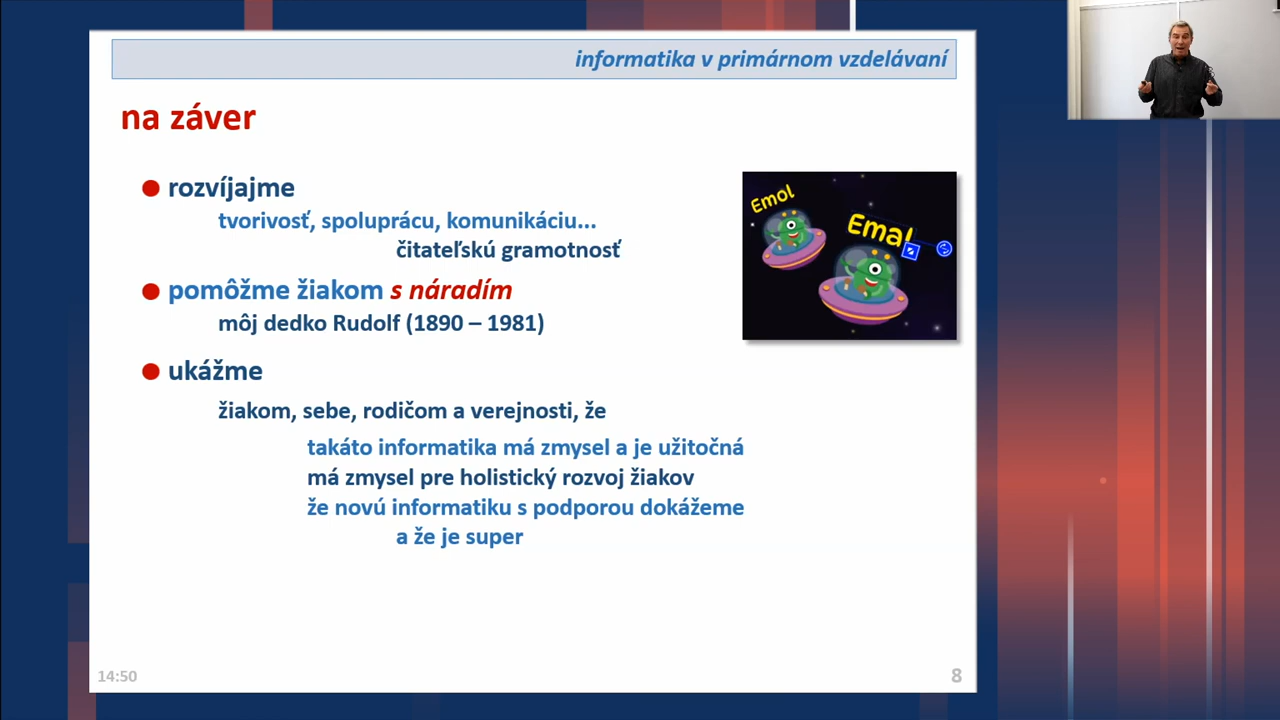 informatika v primárnom vzdelávaní
na záver
rozvíjajme
tvorivosť, spoluprácu, komunikáciu...
čitateľskú gramotnosť
pomôžme žiakom s náradím
môj dedko Rudolf (1890 – 1981)
ukážme
žiakom, sebe, rodičom a verejnosti, že
takáto informatika má zmysel a je užitočná
má zmysel pre holistický rozvoj žiakov
že novú informatiku s podporou dokážeme
a že je super
Emol
Emal
14:50
8